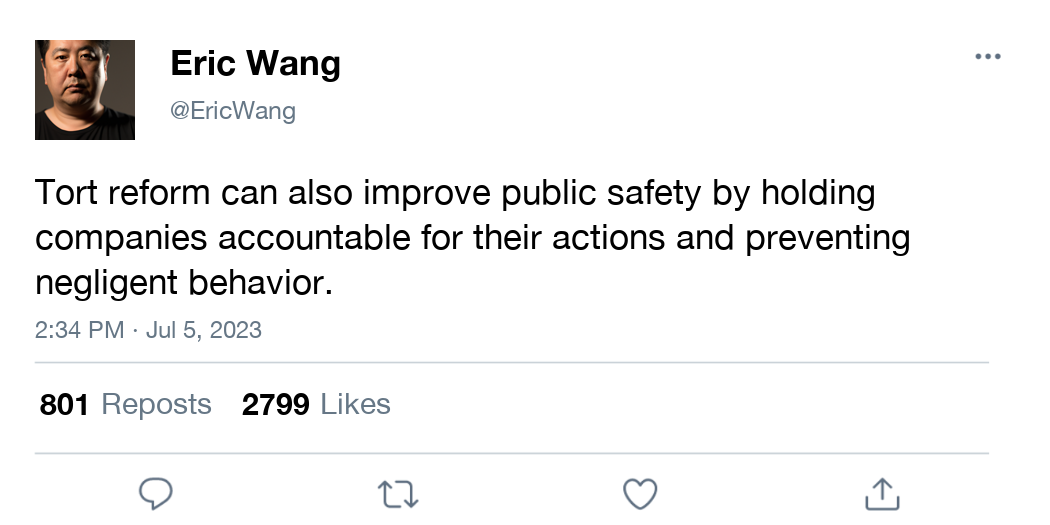 Eric Wang
@EricWang
Tort reform can also improve public safety by holding
companies accountable for their actions and preventing
negligent behavior.
2:34 PM · Jul 5, 2023
801 Reposts 2799 Likes